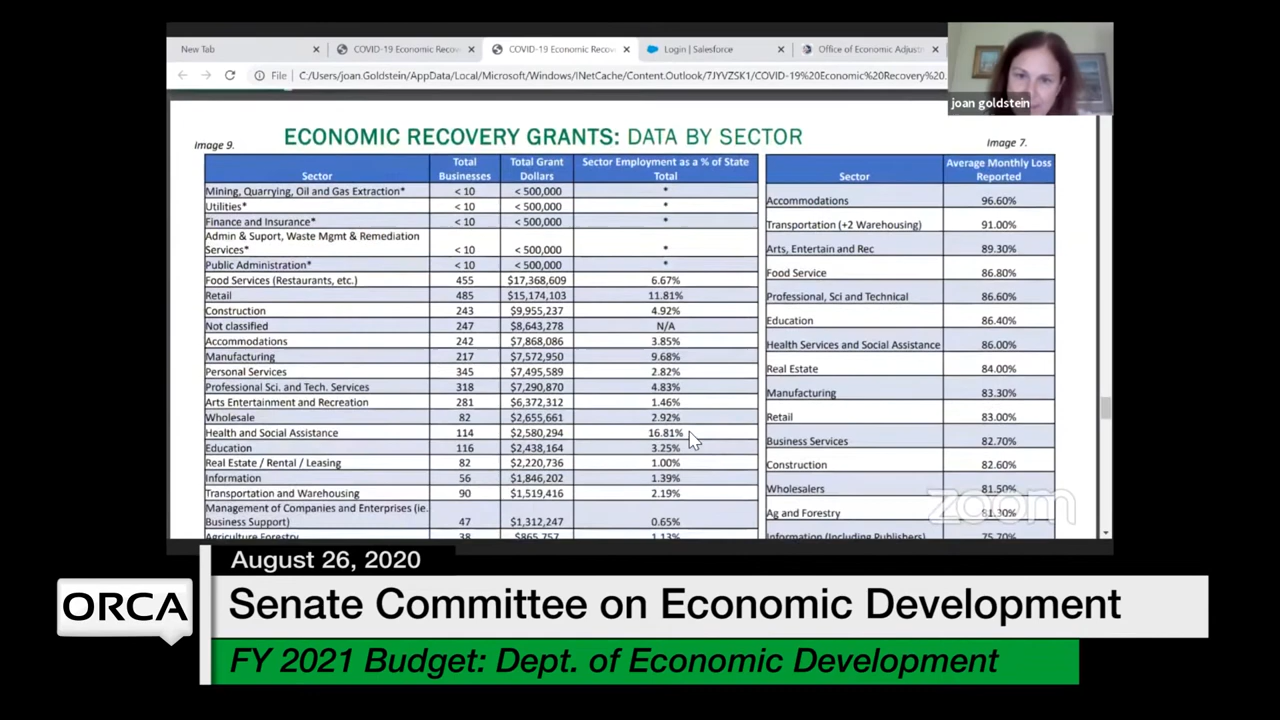 New Tab
COVID-19 Economic Recov
COVID-19 Economic Recov
Login | Salesforce
Office of Economic Adjust
File
C:/Users/joan.Goldstein/AppData/Local/Microsoft/Windows/INetCache/Content.Outlook/7JYVZSK1/COVID-19%20Economic%20Recovery%20.
joan goldstein
Image 9.
ECONOMIC RECOVERY GRANTS: DATA BY SECTOR
Image 7.
Sector Total Businesses Total Grant Dollars Sector Employment as a % of State Total
Mining, Quarrying, Oil and Gas Extraction* < 10 < 500,000 *
Utilities* < 10 < 500,000 *
Finance and Insurance* < 10 < 500,000 *
Admin & Suport, Waste Mgmt & Remediation
Services* < 10 < 500,000 *
Public Administration* < 10 < 500,000 *
Food Services (Restaurants, etc.) 455 $17,368,609 6.67%
Retail 485 $15,174,103 11.81%
Construction 243 $9,955,237 4.92%
Not classified 247 $8,643,278 N/A
Accommodations 242 $7,868,086 3.85%
Manufacturing 217 $7,572,950 9.68%
Personal Services 345 $7,495,589 2.82%
Professional Sci. and Tech. Services 318 $7,290,870 4.83%
Arts Entertainment and Recreation 281 $6,372,312 1.46%
Wholesale 82 $2,655,661 2.92%
Health and Social Assistance 114 $2,580,294 16.81%
Education 116 $2,438,164 3.25%
Real Estate / Rental / Leasing 82 $2,220,736 1.00%
Information 56 $1,846,202 1.39%
Transportation and Warehousing 90 $1,519,416 2.19%
Management of Companies and Enterprises (ie.
Business Support) 47 $1,312,247 0.65%
Agriculture Forestry 38 $865,757 1.13%
Sector Average Monthly Loss Reported
Accommodations 96.60%
Transportation (+2 Warehousing) 91.00%
Arts, Entertain and Rec 89.30%
Food Service 86.80%
Professional, Sci and Technical 86.60%
Education 86.40%
Health Services and Social Assistance 86.00%
Real Estate 84.00%
Manufacturing 83.30%
Retail 83.00%
Business Services 82.70%
Construction 82.60%
Wholesalers 81.50%
Ag and Forestry 81.30%
Information (Including Publishers) 75.70%
zoom
August 26, 2020
ORCA
Senate Committee on Economic Development
FY 2021 Budget: Dept. of Economic Development